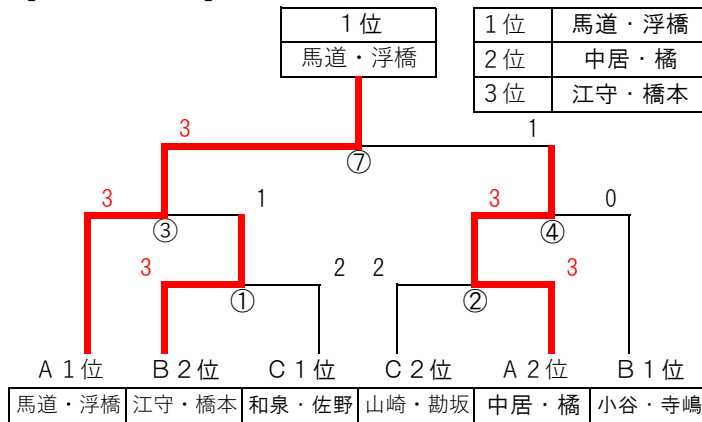 １位
馬道・浮橋
１位 馬道・浮橋
２位 中居・橘
３位 江守・橋本
3 1
⑦
3 1 3 0
③ ④
3 2 2 3
① ②
Ａ１位 Ｂ２位 Ｃ１位 Ｃ２位 Ａ２位 Ｂ１位
馬道・浮橋 江守・橋本 和泉・佐野 山崎・勘坂 中居・橘 小谷・寺嶋